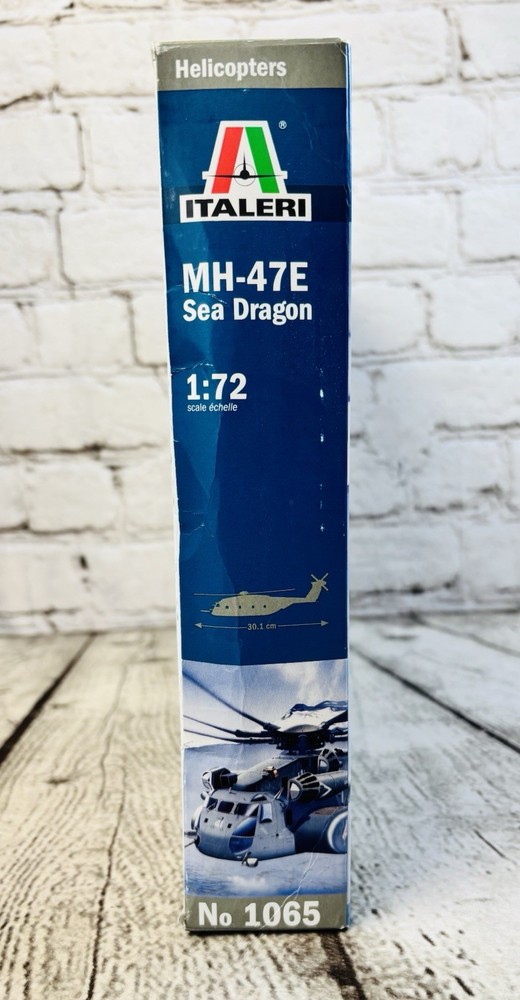 Helicopters
®
ITALERI
MH-47E
Sea Dragon
1:72
scale échelle
30.1 cm
No 1065